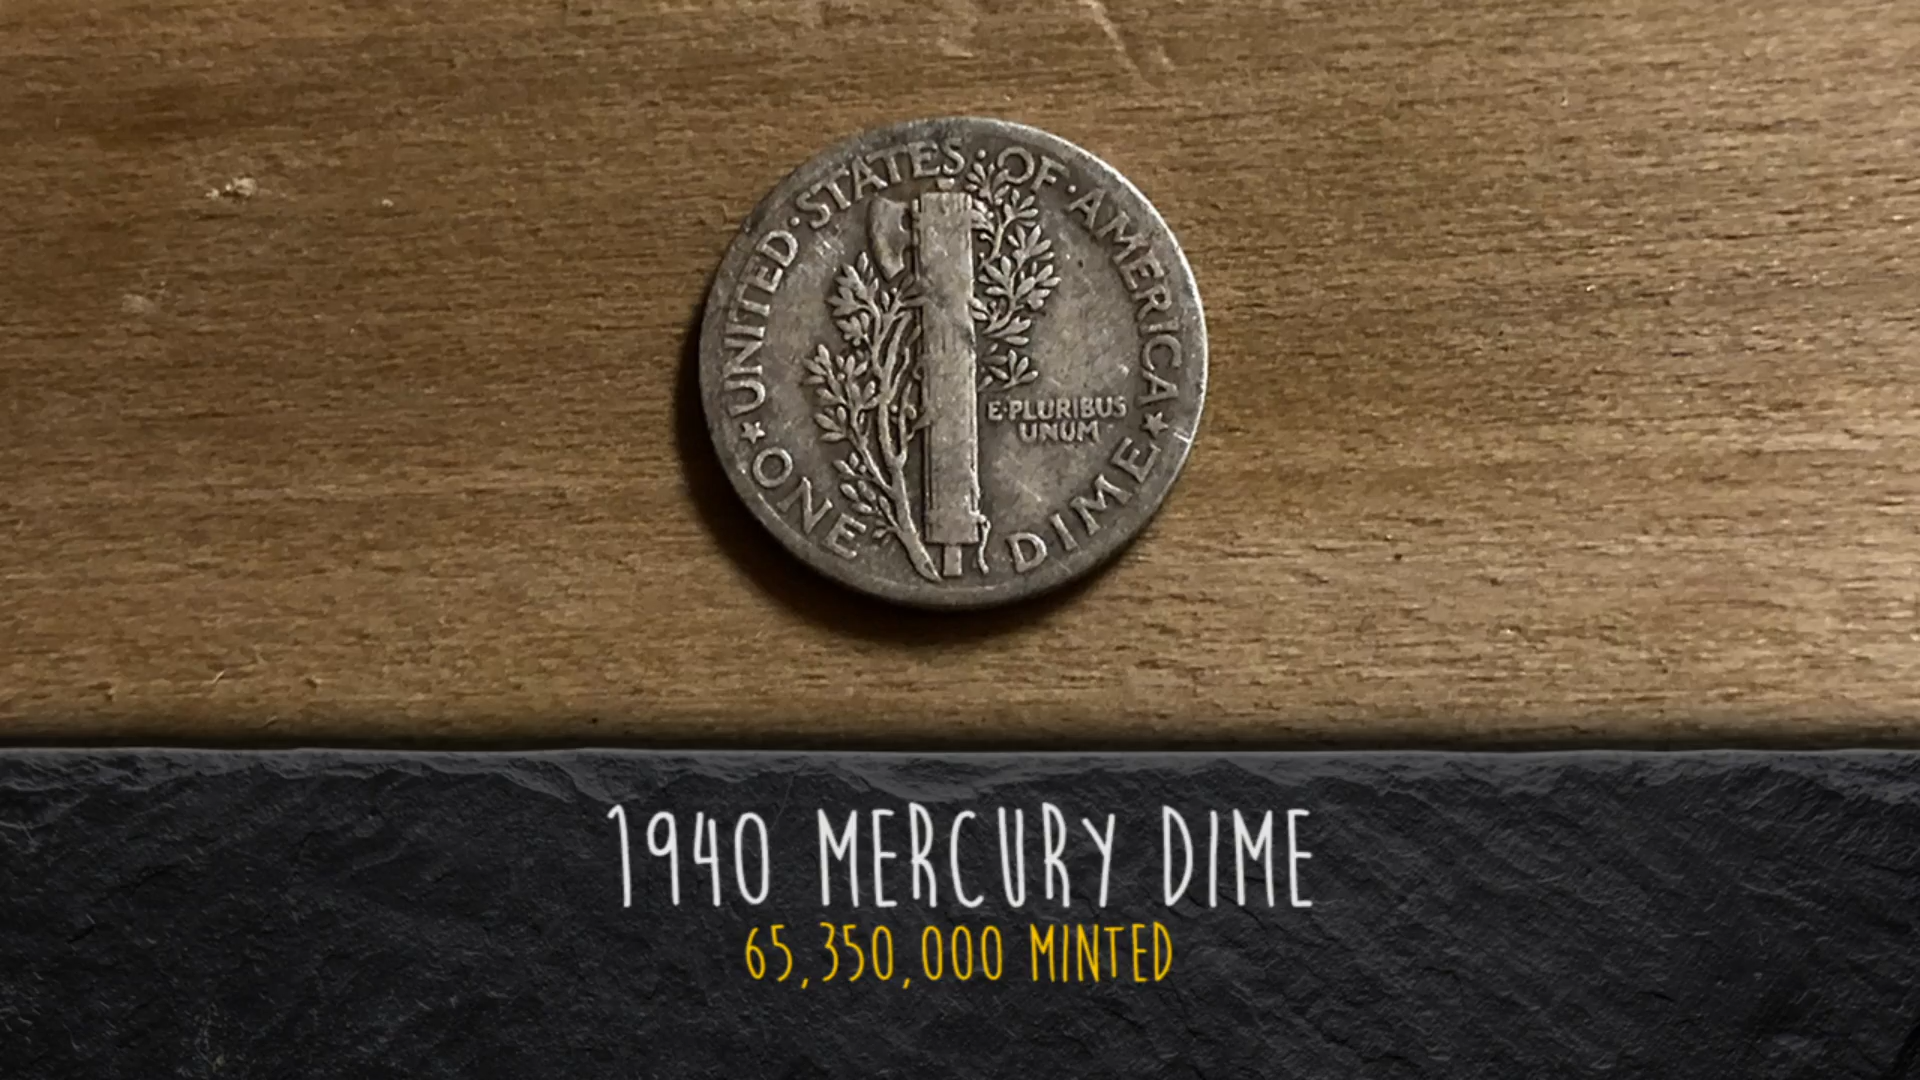 UNITED·STATES·OF·AMERICA
E·PLURIBUS
UNUM
ONE DIME
1940 MERCURY DIME
65,350,000 MINTED